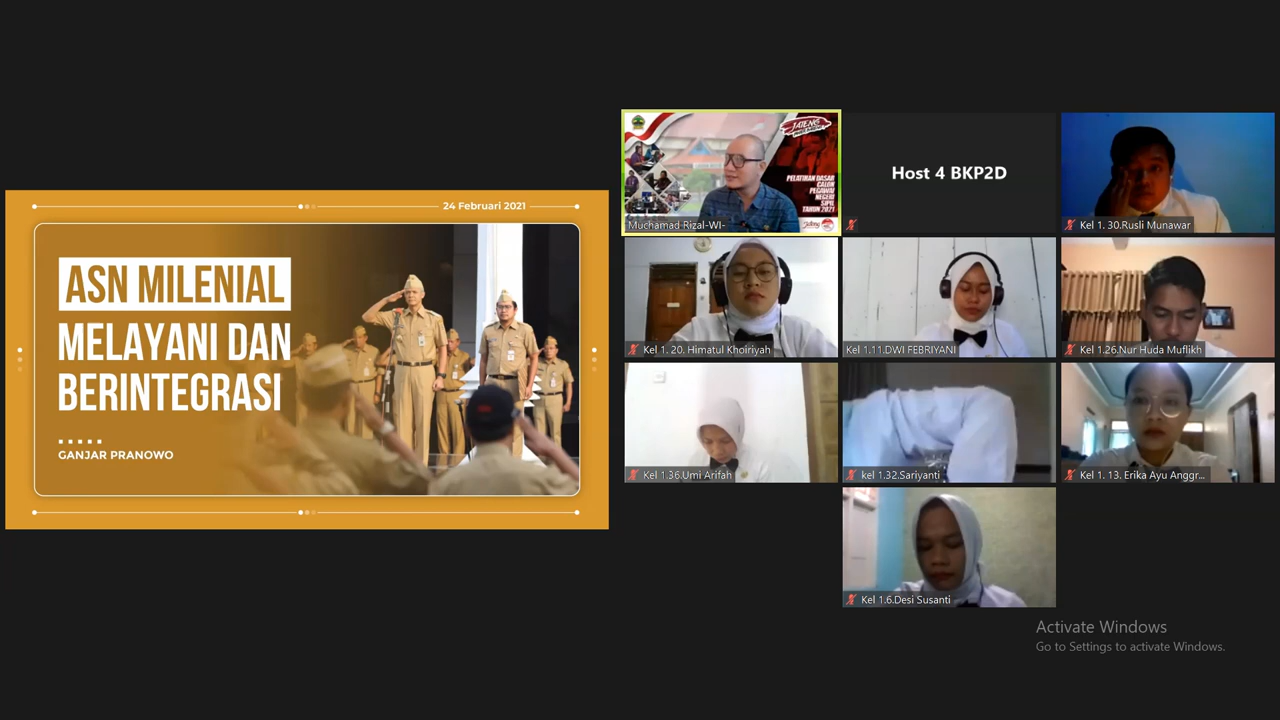 24 Februari 2021
ASN MILENIAL
MELAYANI DAN
BERINTEGRASI
GANJAR PRANOWO
JATENG
PELATIHAN DASAR
CALON
PEGAWAI
NEGERI
SIPIL
TAHUN 2021
Muchamad Rizal-WI-
Host 4 BKP2D
Kel 1. 30.Rusli Munawar
Kel 1. 20. Himatul Khoiriyah
Kel 1.11.DWI FEBRIYANI
Kel 1.26.Nur Huda Muflikh
Kel 1.36.Umi Arifah
kel 1.32.Sariyanti
Kel 1. 13. Erika Ayu Anggr...
Kel 1.6.Desi Susanti
Activate Windows
Go to Settings to activate Windows.